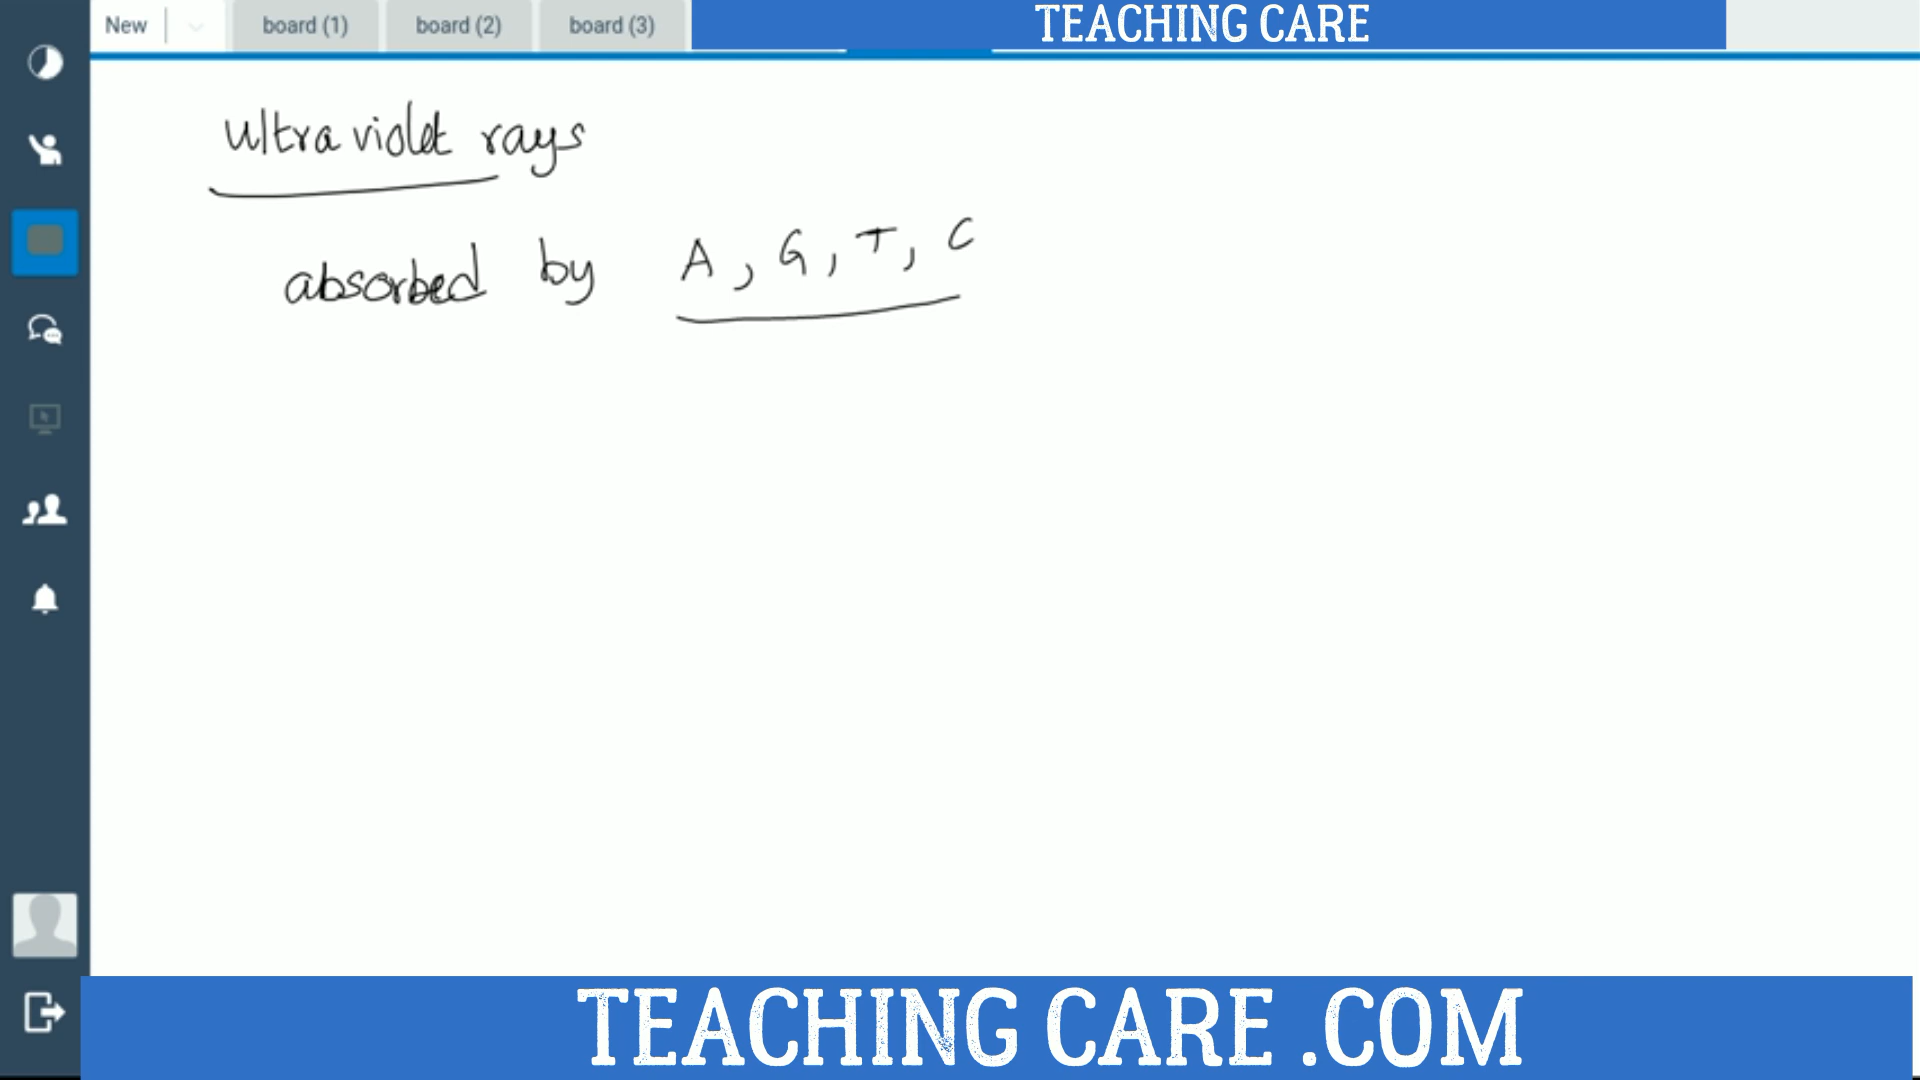 New board (1) board (2) board (3) TEACHING CARE
Ultra violet rays
absorbed by A, G, T, C
TEACHING CARE .COM